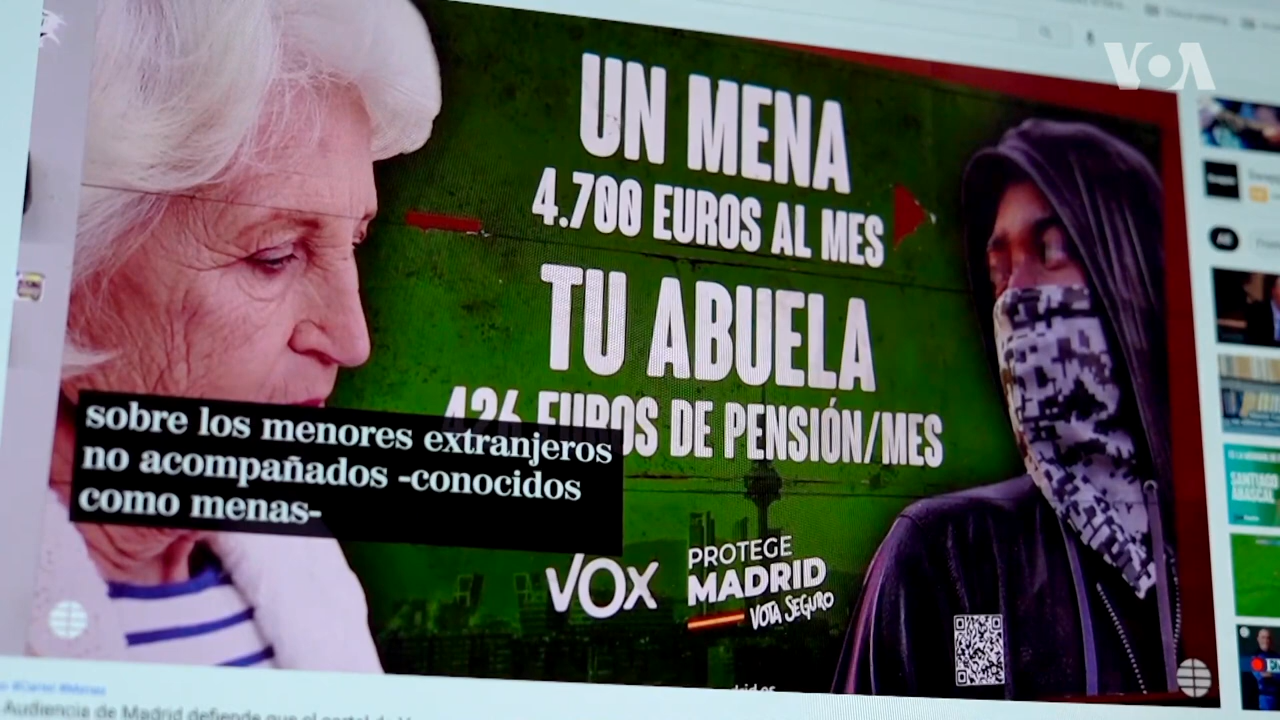 VOA
UN MENA
4.700 EUROS AL MES
TU ABUELA
426 EUROS DE PENSIÓN/MES
sobre los menores extranjeros
no acompañados -conocidos
como menas-
VOX
PROTEGE
MADRID
VOTA SEGURO
SANTIAGO
ABASCAL
Audiencia de Madrid defiende que el cartel de